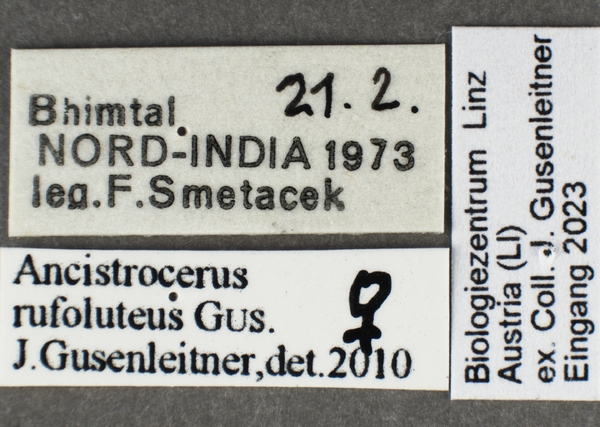 Bhimtal. 21. 2.
NORD-INDIA 1973
leg.F.Smetacek
Ancistrocerus
rufoluteus GUS. ♀
J.Gusenleitner,det.2010
Biologiezentrum Linz
Austria (LI)
ex. Coll. J. Gusenleitner
Eingang 2023